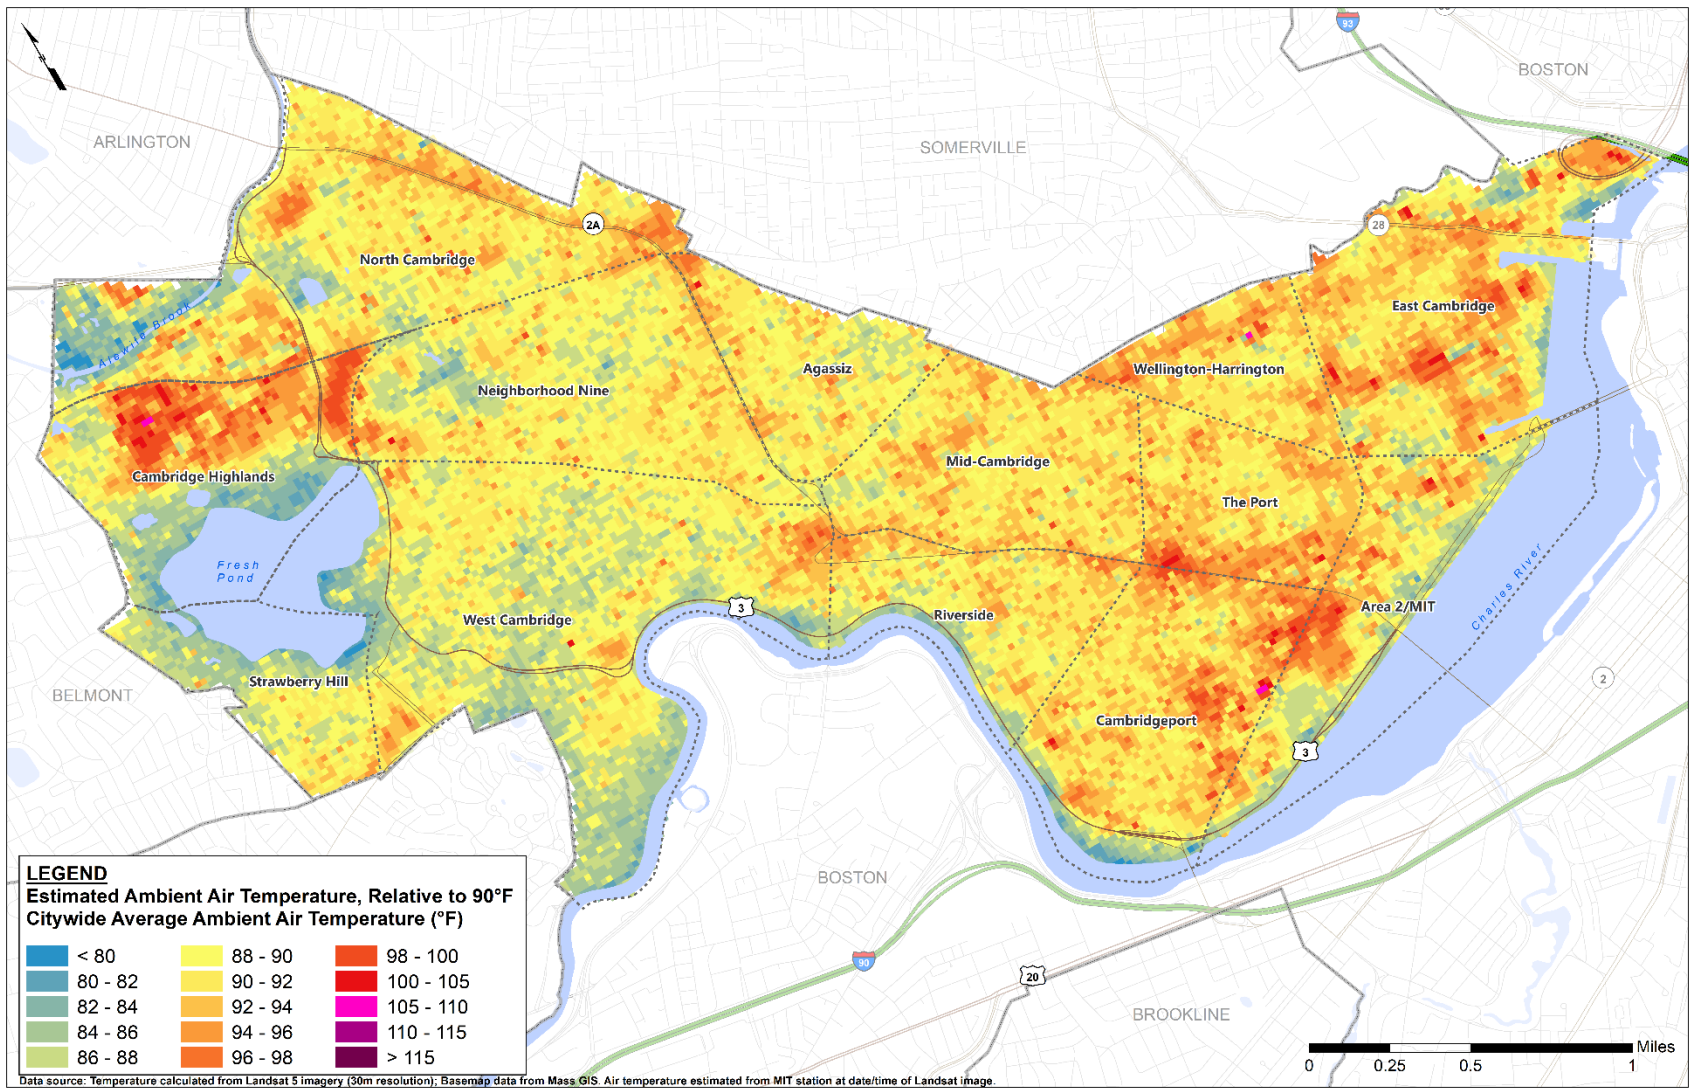 93
BOSTON
ARLINGTON
SOMERVILLE
2A
28
North Cambridge
East Cambridge
Alewife Brook
Wellington-Harrington
Agassiz
Neighborhood Nine
Mid-Cambridge
Cambridge Highlands
The Port
Fresh
Pond
Charles River
3
Area 2/MIT
Riverside
West Cambridge
Strawberry Hill
BELMONT
2
Cambridgeport
3
BOSTON
90
20
BROOKLINE
LEGEND
Estimated Ambient Air Temperature, Relative to 90°F
Citywide Average Ambient Air Temperature (°F)
< 80 88 - 90 98 - 100
80 - 82 90 - 92 100 - 105
82 - 84 92 - 94 105 - 110
84 - 86 94 - 96 110 - 115
86 - 88 96 - 98 > 115
Miles
0 0.25 0.5 1
Data source: Temperature calculated from Landsat 5 imagery (30m resolution); Basemap data from Mass GIS. Air temperature estimated from MIT station at date/time of Landsat image.